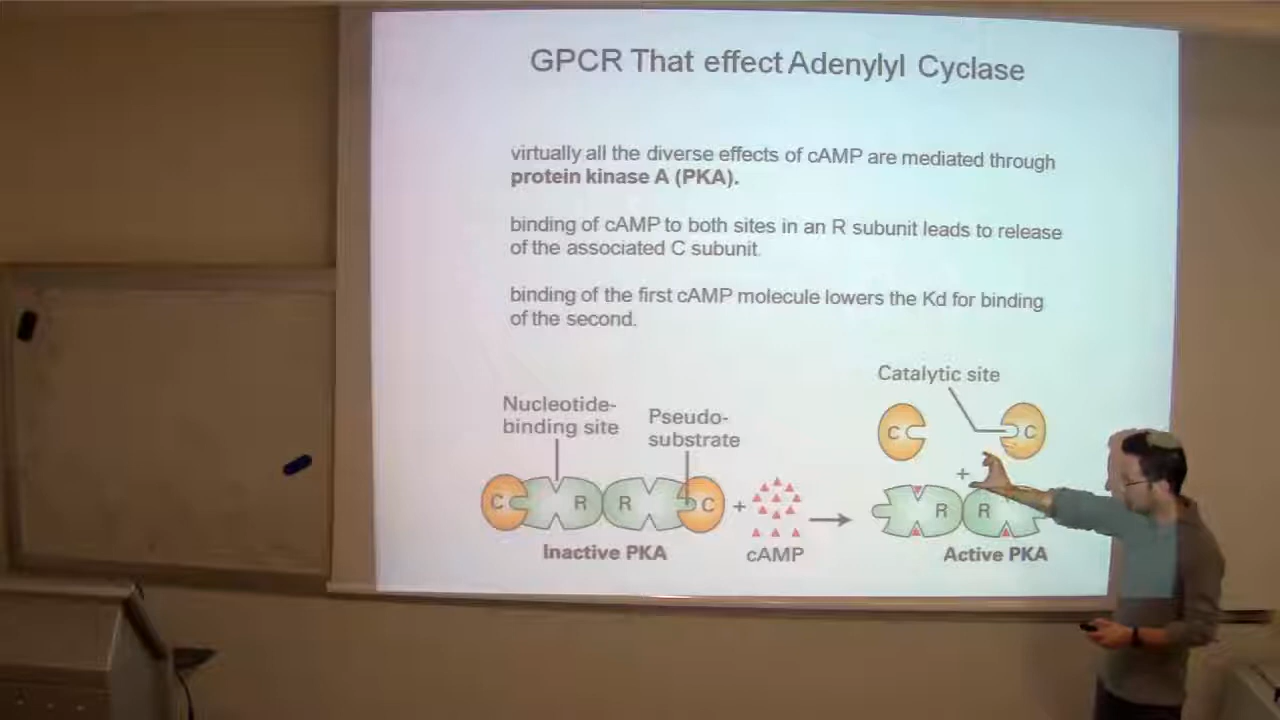 GPCR That effect Adenylyl Cyclase
virtually all the diverse effects of cAMP are mediated through
protein kinase A (PKA).
binding of cAMP to both sites in an R subunit leads to release
of the associated C subunit.
binding of the first cAMP molecule lowers the Kd for binding
of the second.
Catalytic site
Nucleotide-
binding site
Pseudo-
substrate
C
C
+
C
R
R
C
+
R
R
Inactive PKA
cAMP
Active PKA